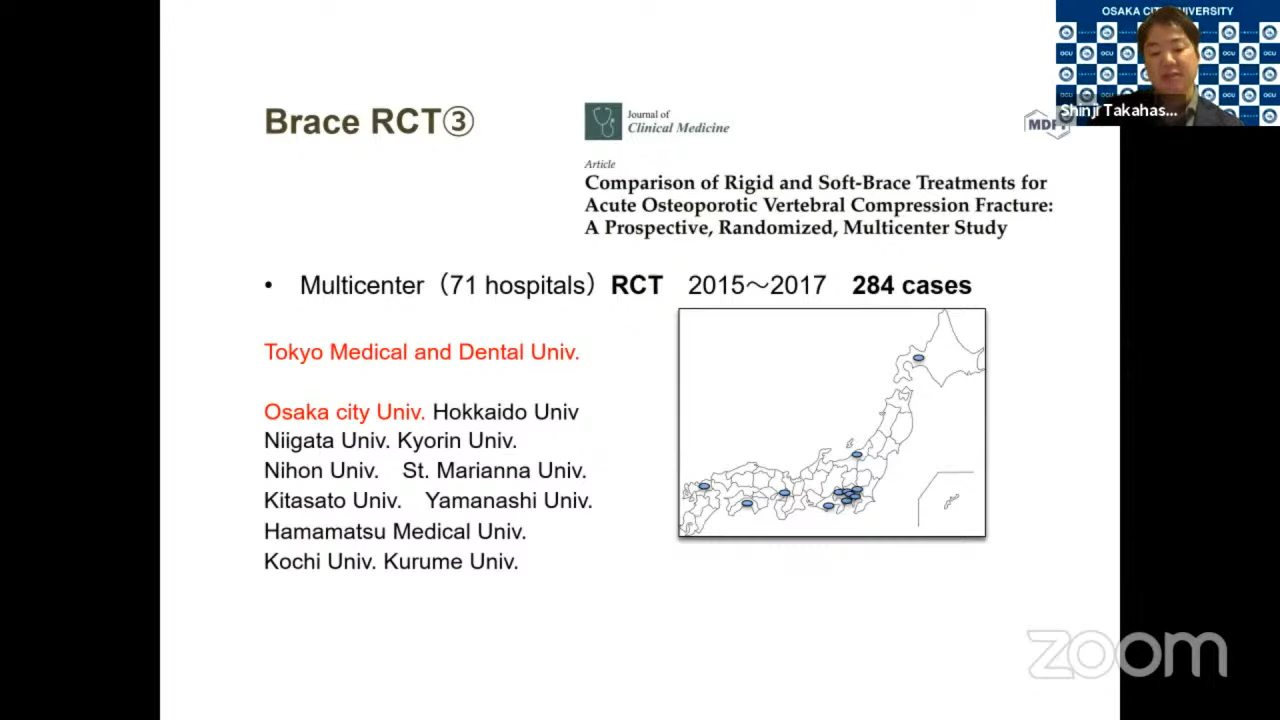 OSAKA CITY UNIVERSITY
Shinji Takahas...
Brace RCT③
Journal of
Clinical Medicine
MDPI
Article
Comparison of Rigid and Soft-Brace Treatments for
Acute Osteoporotic Vertebral Compression Fracture:
A Prospective, Randomized, Multicenter Study
• Multicenter（71 hospitals）RCT 2015～2017 284 cases
Tokyo Medical and Dental Univ.
Osaka city Univ. Hokkaido Univ
Niigata Univ. Kyorin Univ.
Nihon Univ. St. Marianna Univ.
Kitasato Univ. Yamanashi Univ.
Hamamatsu Medical Univ.
Kochi Univ. Kurume Univ.
zoom